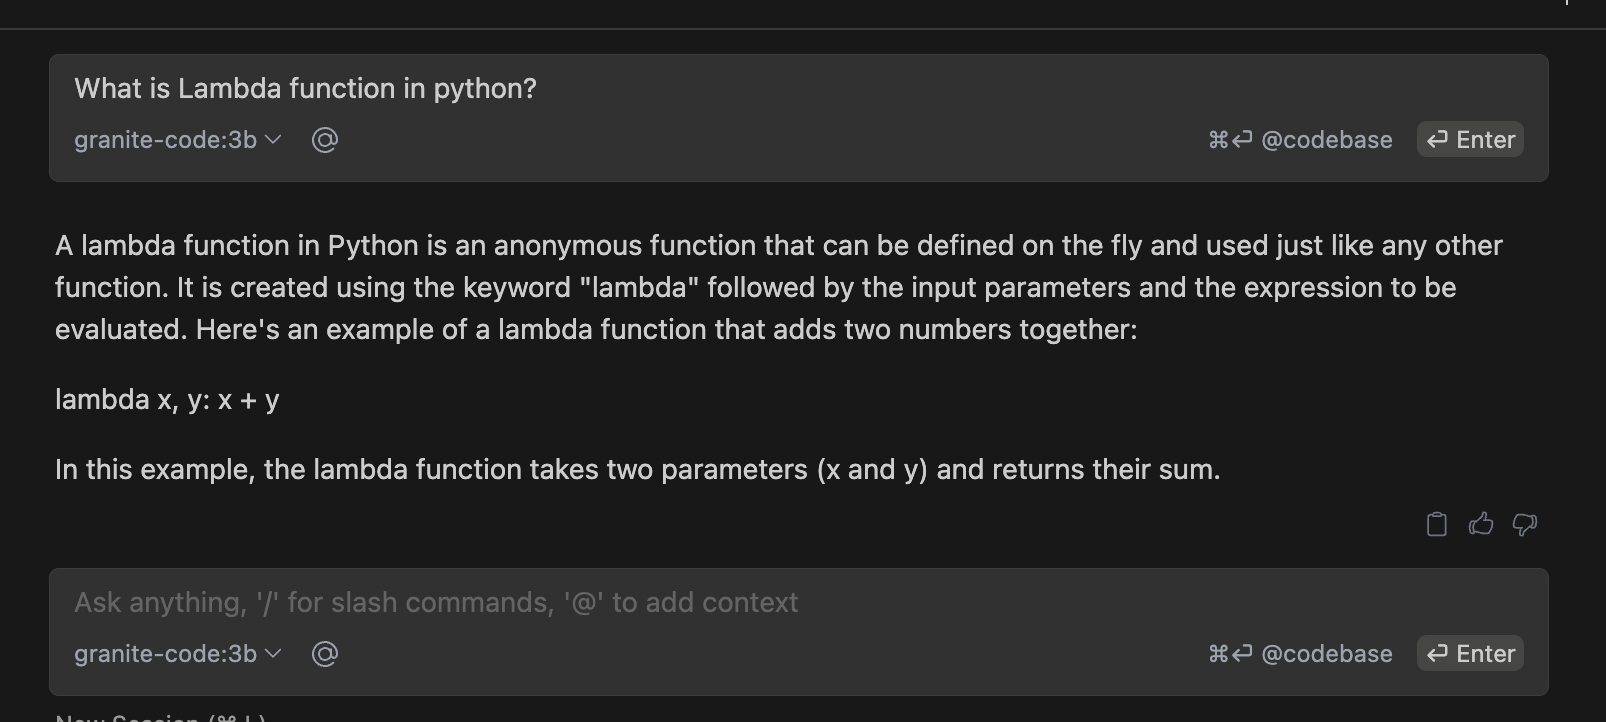 What is Lambda function in python?
granite-code:3b @ ⌘⏎ @codebase ⏎ Enter
A lambda function in Python is an anonymous function that can be defined on the fly and used just like any other
function. It is created using the keyword "lambda" followed by the input parameters and the expression to be
evaluated. Here's an example of a lambda function that adds two numbers together:
lambda x, y: x + y
In this example, the lambda function takes two parameters (x and y) and returns their sum.
Ask anything, '/' for slash commands, '@' to add context
granite-code:3b @ ⌘⏎ @codebase ⏎ Enter
New Session (⌘ L)